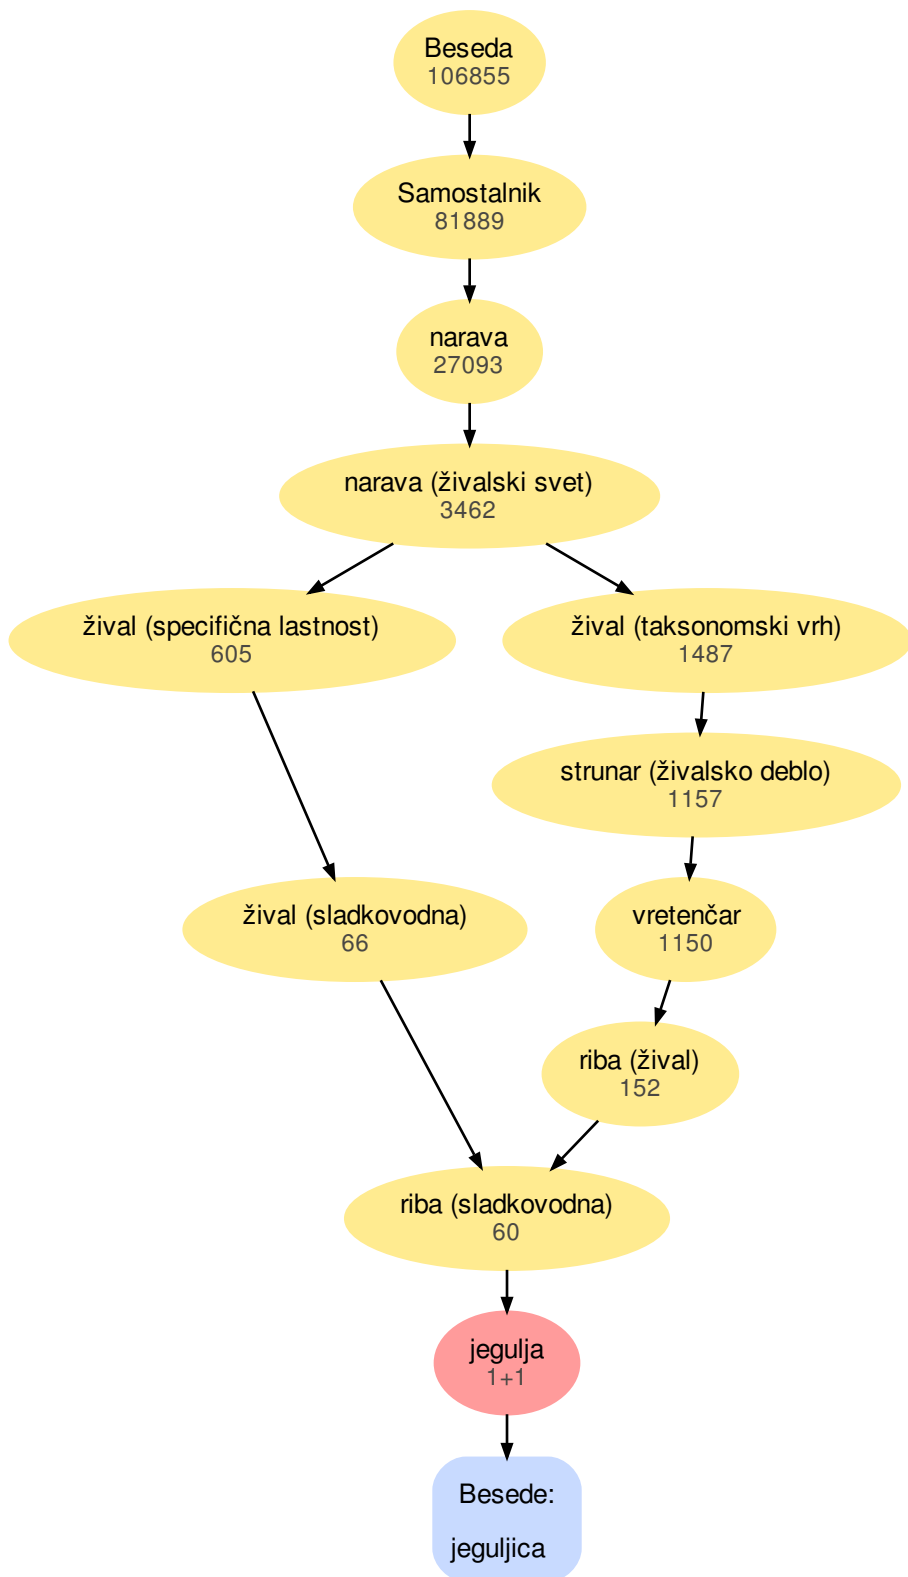 Beseda
106855
Samostalnik
81889
narava
27093
narava (živalski svet)
3462
žival (specifična lastnost)
605
žival (taksonomski vrh)
1487
strunar (živalsko deblo)
1157
žival (sladkovodna)
66
vretenčar
1150
riba (žival)
152
riba (sladkovodna)
60
jegulja
1+1
Besede:
jeguljica